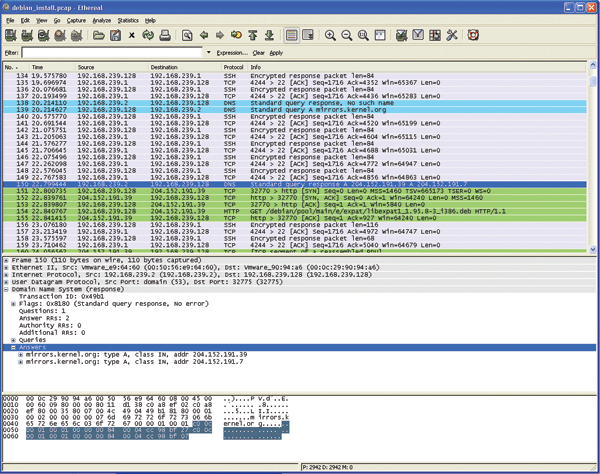 debian_install.pcap - Ethereal
File Edit View Go Capture Analyze Statistics Help
Filter: Expression... Clear Apply
No. Time Source Destination Protocol Info
134 19.575780 192.168.239.128 192.168.239.1 SSH Encrypted response packet len=84
135 19.696974 192.168.239.1 192.168.239.128 TCP 4244 > 22 [ACK] Seq=1716 Ack=4352 Win=65367 Len=0
136 20.076681 192.168.239.128 192.168.239.1 SSH Encrypted response packet len=84
137 20.193499 192.168.239.1 192.168.239.128 TCP 4244 > 22 [ACK] Seq=1716 Ack=4436 Win=65283 Len=0
138 20.214110 192.168.239.2 192.168.239.128 DNS Standard query response, No such name
139 20.214627 192.168.239.128 192.168.239.2 DNS Standard query A mirrors.kernel.org
140 20.575770 192.168.239.128 192.168.239.1 SSH Encrypted response packet len=84
141 20.691644 192.168.239.1 192.168.239.128 TCP 4244 > 22 [ACK] Seq=1716 Ack=4520 Win=65199 Len=0
142 21.075751 192.168.239.128 192.168.239.1 SSH Encrypted response packet len=84
143 21.205063 192.168.239.1 192.168.239.128 TCP 4244 > 22 [ACK] Seq=1716 Ack=4604 Win=65115 Len=0
144 21.576277 192.168.239.128 192.168.239.1 SSH Encrypted response packet len=84
145 21.706545 192.168.239.1 192.168.239.128 TCP 4244 > 22 [ACK] Seq=1716 Ack=4688 Win=65031 Len=0
146 22.075496 192.168.239.128 192.168.239.1 SSH Encrypted response packet len=84
147 22.262098 192.168.239.1 192.168.239.128 TCP 4244 > 22 [ACK] Seq=1716 Ack=4772 Win=64947 Len=0
148 22.576045 192.168.239.128 192.168.239.1 SSH Encrypted response packet len=84
149 22.767583 192.168.239.1 192.168.239.128 TCP 4244 > 22 [ACK] Seq=1716 Ack=4856 Win=64863 Len=0
150 22.799444 192.168.239.2 192.168.239.128 DNS Standard query response A 204.152.191.39 A 204.152.191.7
151 22.800735 192.168.239.128 204.152.191.39 TCP 32770 > http [SYN] Seq=0 Len=0 MSS=1460 TSV=665173 TSER=0 WS=0
152 22.839761 204.152.191.39 192.168.239.128 TCP http > 32770 [SYN, ACK] Seq=0 Ack=1 Win=64240 Len=0 MSS=1460
153 22.839807 192.168.239.128 204.152.191.39 TCP 32770 > http [ACK] Seq=1 Ack=1 Win=5840 Len=0
154 22.840767 192.168.239.128 204.152.191.39 HTTP GET /debian/pool/main/e/expat/libexpat1_1.95.8-3_i386.deb HTTP/1.1
155 22.841415 204.152.191.39 192.168.239.128 TCP http > 32770 [ACK] Seq=1 Ack=927 Win=64240 Len=0
156 23.076180 192.168.239.128 192.168.239.1 SSH Encrypted response packet len=116
157 23.213419 192.168.239.1 192.168.239.128 TCP 4244 > 22 [ACK] Seq=1716 Ack=4972 Win=64747 Len=0
158 23.575597 192.168.239.128 192.168.239.1 SSH Encrypted response packet len=68
159 23.710462 192.168.239.1 192.168.239.128 TCP 4244 > 22 [ACK] Seq=1716 Ack=5040 Win=64679 Len=0
Frame 150 (110 bytes on wire, 110 bytes captured)
Ethernet II, Src: Vmware_e9:64:60 (00:50:56:e9:64:60), Dst: Vmware_90:94:a6 (00:0c:29:90:94:a6)
Internet Protocol, Src: 192.168.239.2 (192.168.239.2), Dst: 192.168.239.128 (192.168.239.128)
User Datagram Protocol, Src Port: domain (53), Dst Port: 32775 (32775)
Domain Name System (response)
Transaction ID: 0x49b1
Flags: 0x8180 (Standard query response, No error)
Questions: 1
Answer RRs: 2
Authority RRs: 0
Additional RRs: 0
Queries
Answers
mirrors.kernel.org: type A, class IN, addr 204.152.191.39
mirrors.kernel.org: type A, class IN, addr 204.152.191.7
0000 00 0c 29 90 94 a6 00 50 56 e9 64 60 08 00 45 00
0010 00 60 09 80 00 00 80 11 d1 38 c0 a8 ef 02 c0 a8
0020 ef 80 00 35 80 07 00 4c 49 04 49 b1 81 80 00 01
0030 00 02 00 00 00 00 07 6d 69 72 72 6f 72 73 06 6b
0040 65 72 6e 65 6c 03 6f 72 67 00 00 01 00 01 c0 0c
0050 00 01 00 01 00 00 00 84 00 04 cc 98 bf 27 c0 0c
0060 00 01 00 01 00 00 00 84 00 04 cc 98 bf 07
P: 2942 D: 2942 M: 0